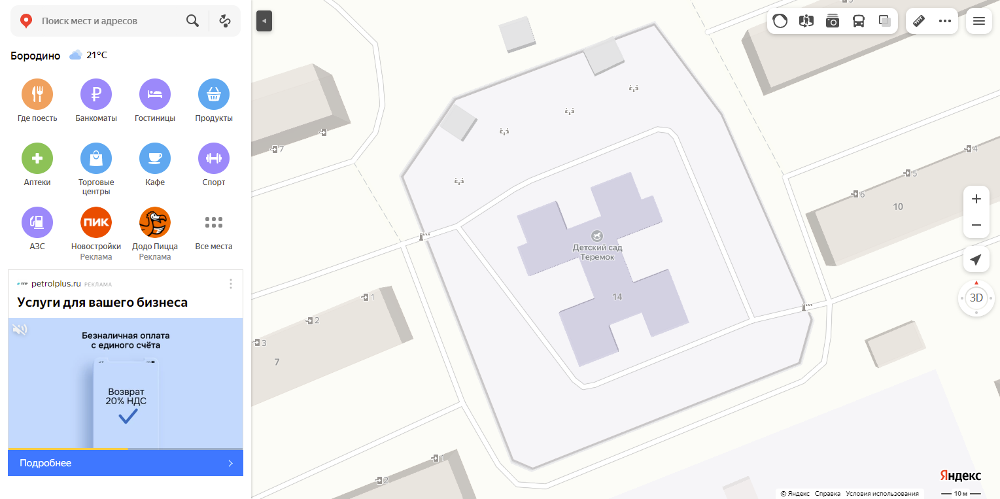 Поиск мест и адресов
Бородино 21°C
Где поесть
Банкоматы
Гостиницы
Продукты
Аптеки
Торговые
центры
Кафе
Спорт
АЗС
ПИК
Новостройки
Реклама
Додо Пицца
Реклама
Все места
petrolplus.ru РЕКЛАМА
Услуги для вашего бизнеса
Безналичная оплата
с единого счёта
Возврат
20% НДС
Подробнее
7
5
4
5
6
10
Детский сад
Теремок
14
1
2
3
7
1
2
3D
Яндекс
© Яндекс Справка Условия использования
10 м